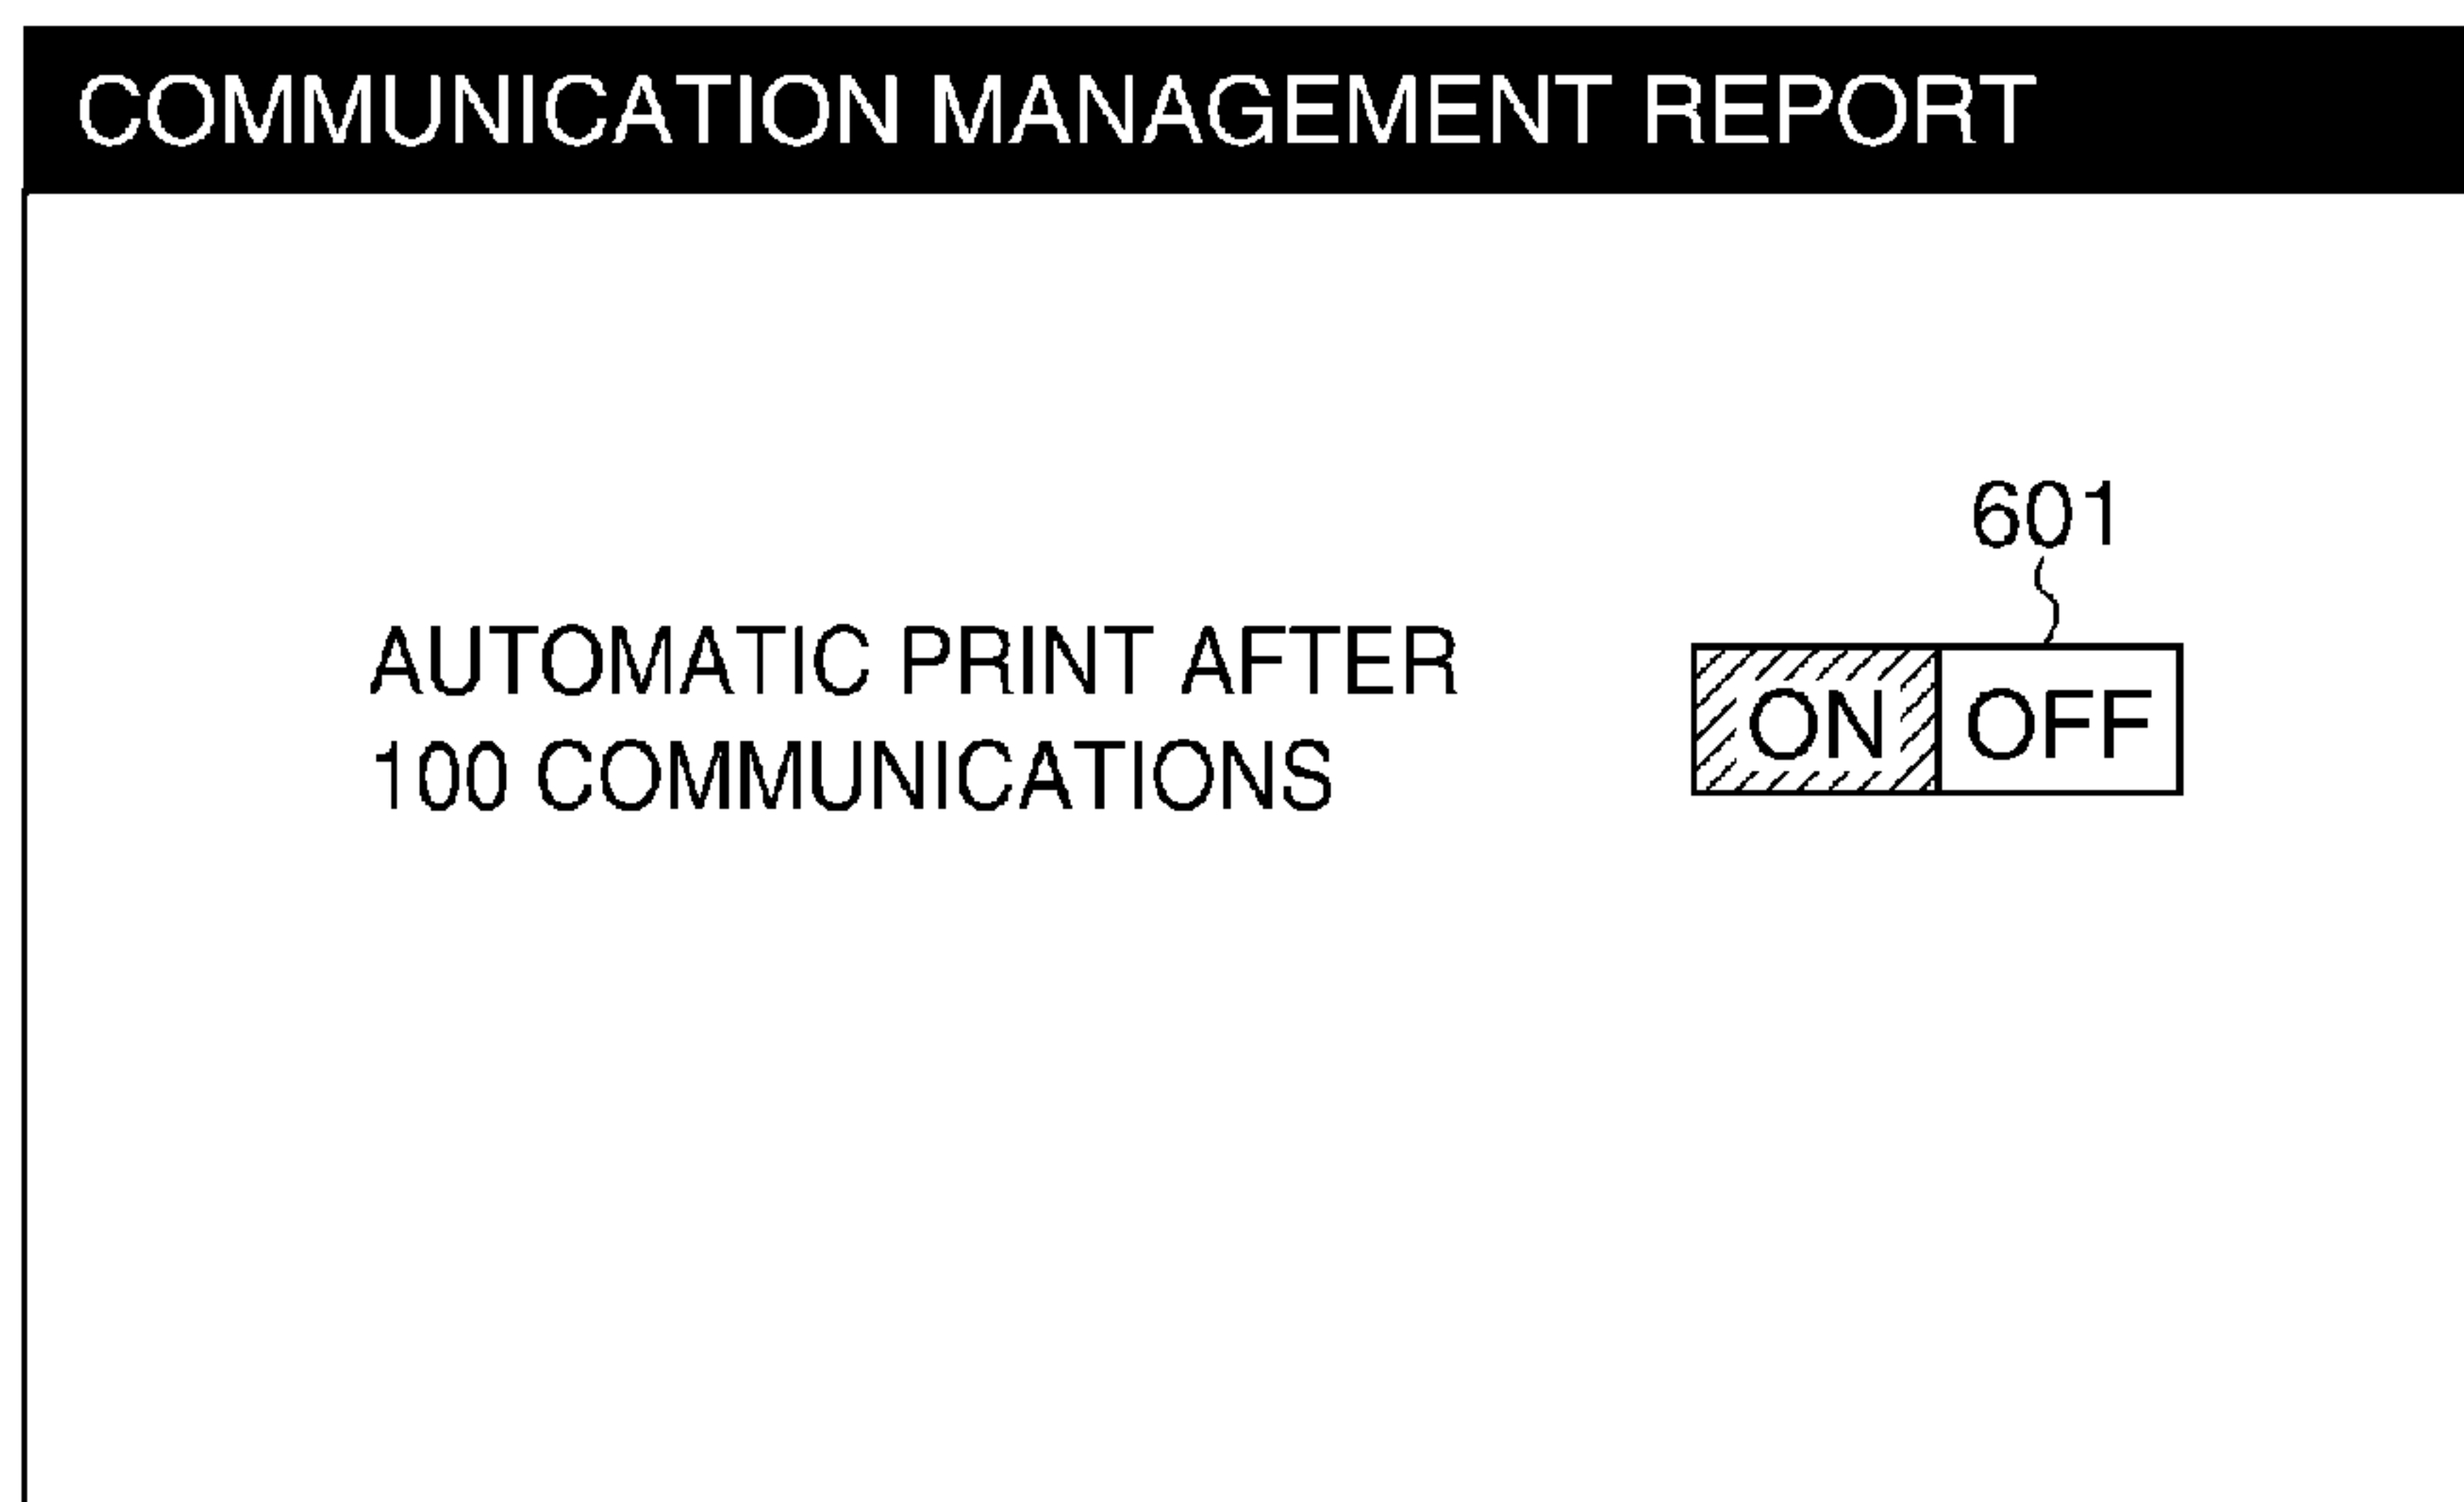 COMMUNICATION MANAGEMENT REPORT
601
AUTOMATIC PRINT AFTER
100 COMMUNICATIONS
ON OFF